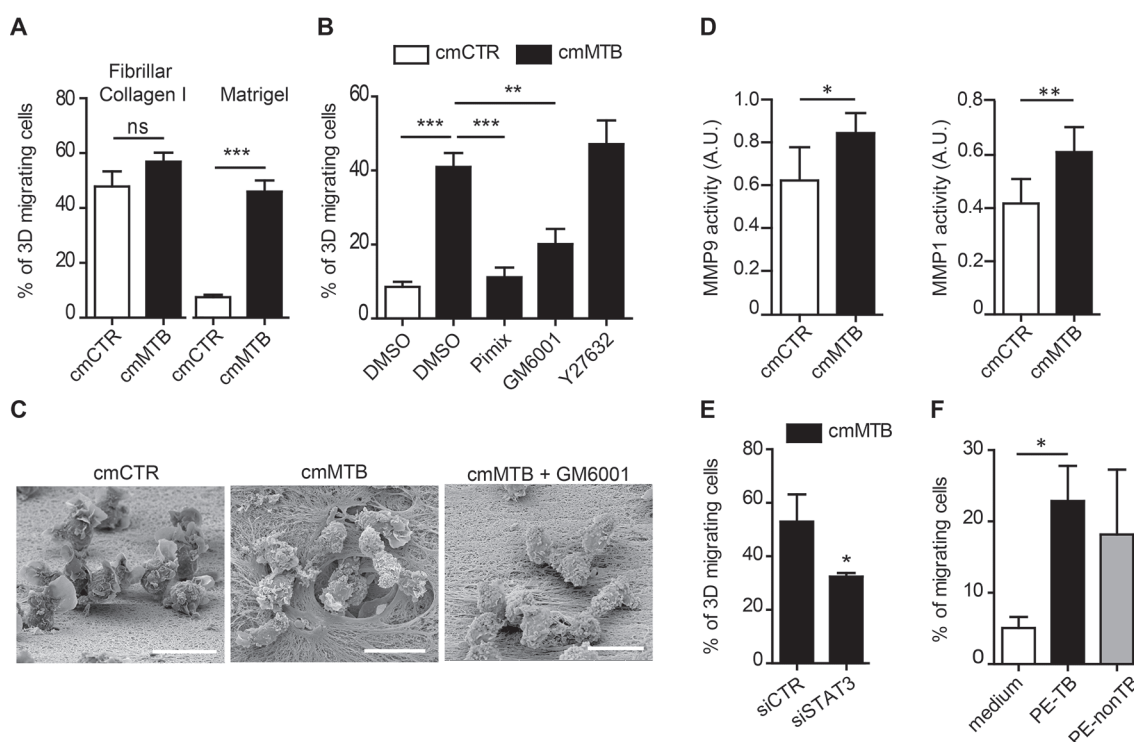 A
Fibrillar
Collagen I
Matrigel
ns
***
% of 3D migrating cells
80
60
40
20
0
cmCTR
cmMTB
cmCTR
cmMTB
B
cmCTR
cmMTB
**
***
***
% of 3D migrating cells
60
40
20
0
DMSO
DMSO
Pimix
GM6001
Y27632
C
cmCTR
cmMTB
cmMTB + GM6001
D
*
MMP9 activity (A.U.)
1.0
0.8
0.6
0.4
0.2
0
cmCTR
cmMTB
**
MMP1 activity (A.U.)
0.8
0.6
0.4
0.2
0
cmCTR
cmMTB
E
cmMTB
% of 3D migrating cells
80
60
40
20
0
*
siCTR
siSTAT3
F
*
% of migrating cells
30
20
10
0
medium
PE-TB
PE-nonTB